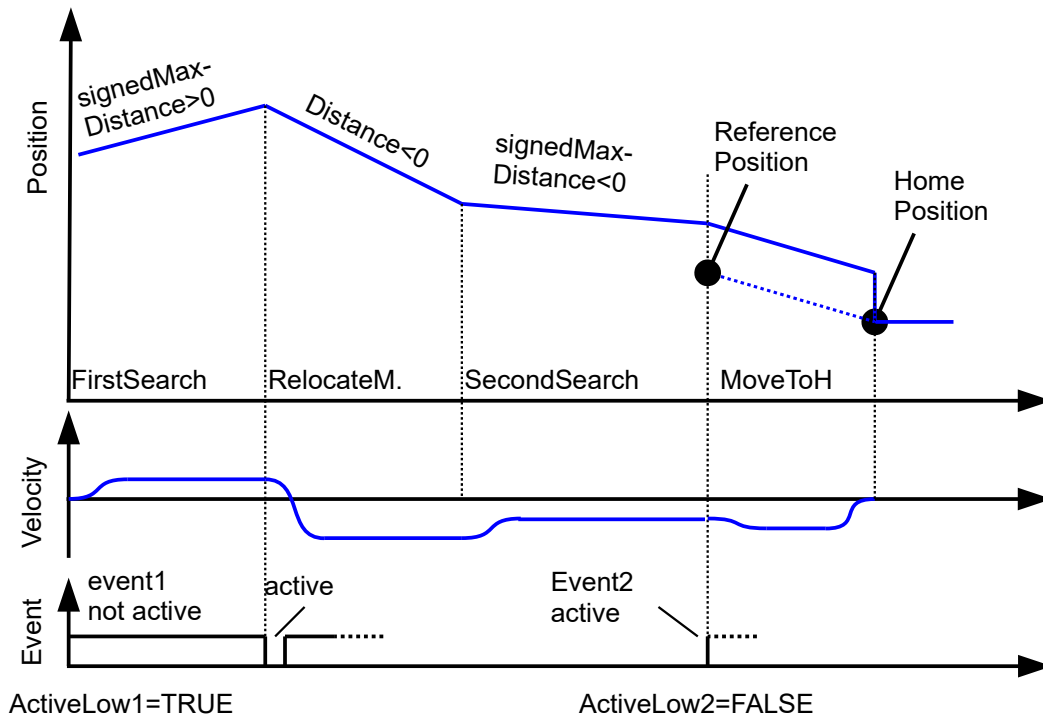 signedMax-
Distance>0
Distance<0
signedMax-
Distance<0
Reference
Position
Home
Position
Position
FirstSearch
RelocateM.
SecondSearch
MoveToH
Velocity
Event
event1
not active
active
Event2
active
ActiveLow1=TRUE
ActiveLow2=FALSE